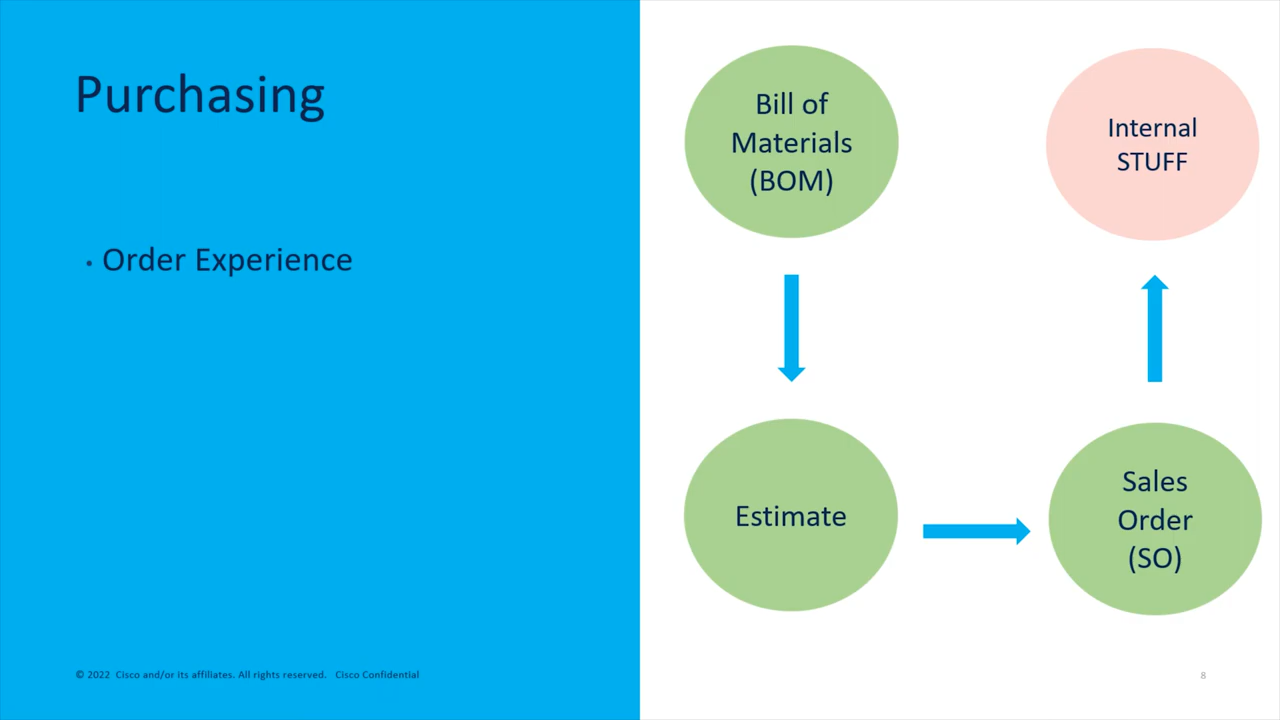 Purchasing
• Order Experience
Bill of
Materials
(BOM)
Internal
STUFF
Estimate
Sales
Order
(SO)
© 2022 Cisco and/or its affiliates. All rights reserved. Cisco Confidential
8